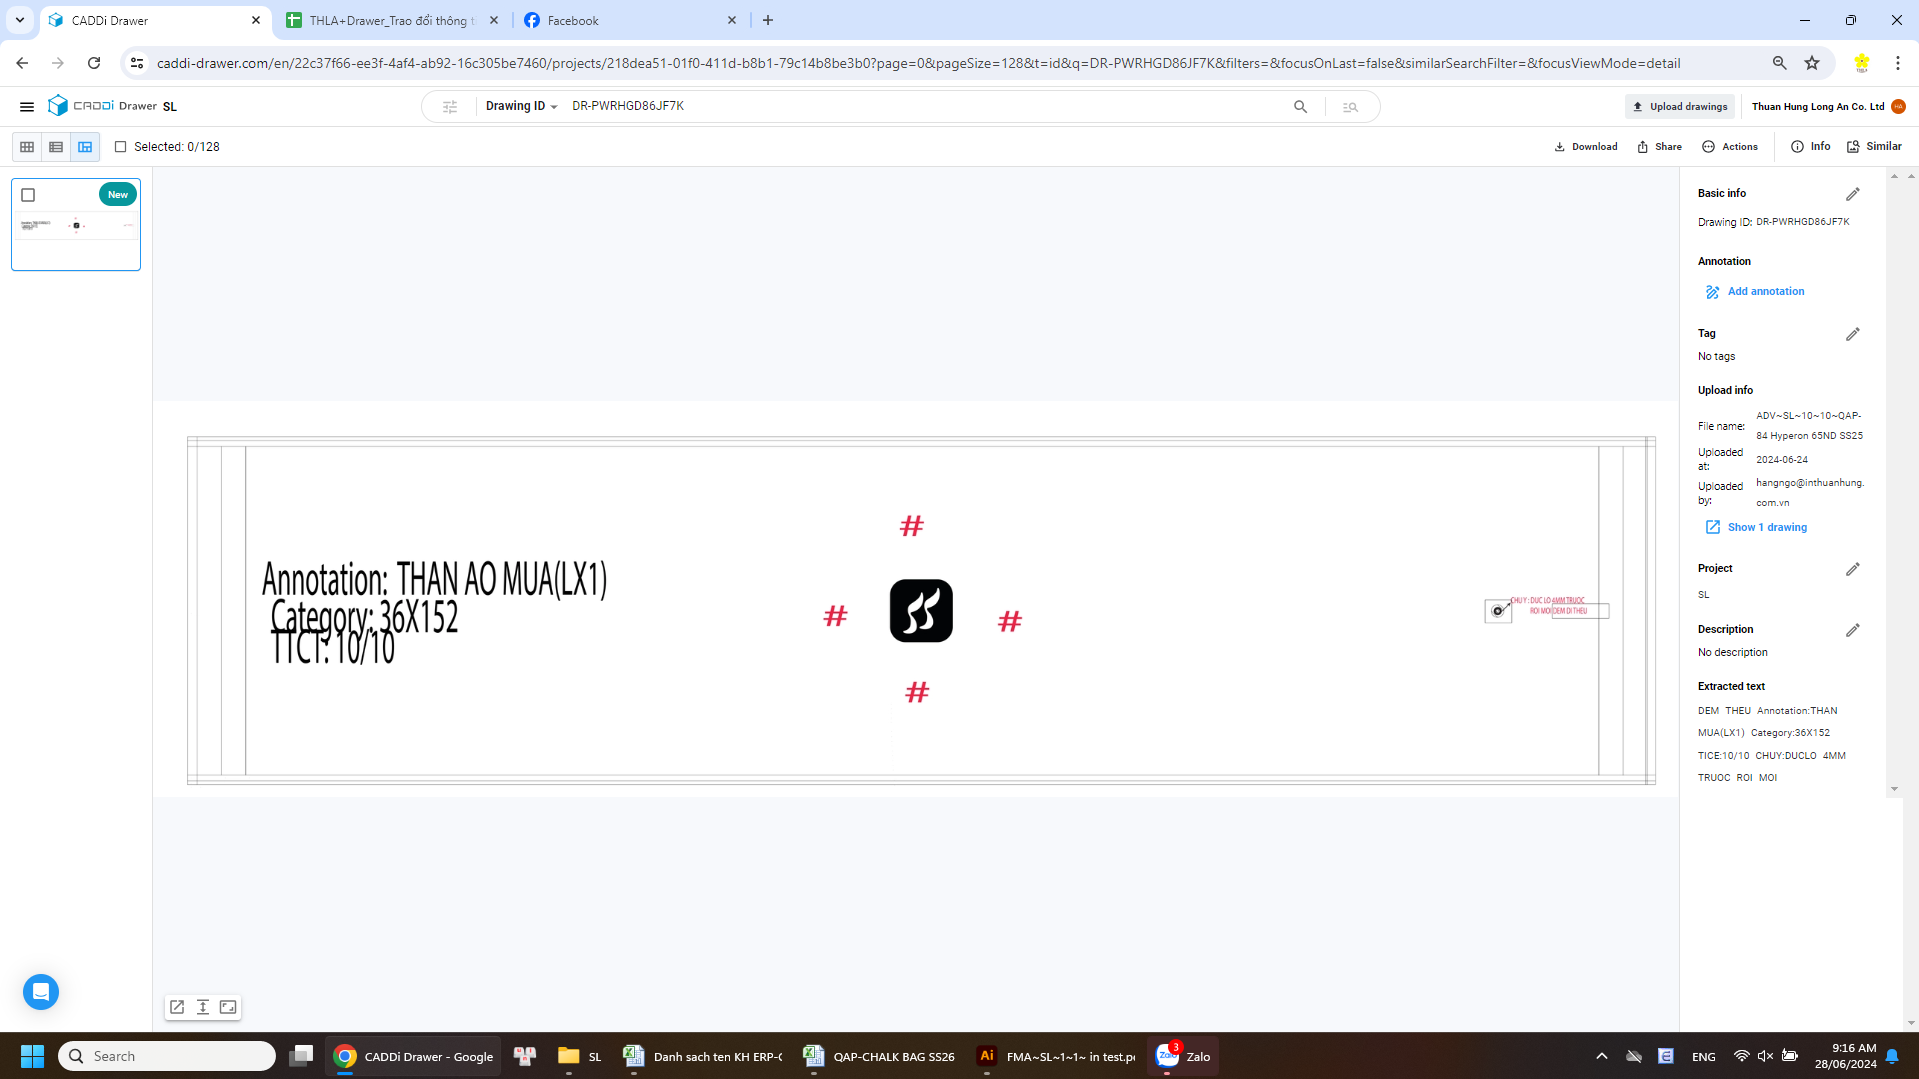 CADDi Drawer
THLA+Drawer_Trao đổi thông t
Facebook
caddi-drawer.com/en/22c37f66-ee3f-4af4-ab92-16c305be7460/projects/218dea51-01f0-411d-b8b1-79c14b8be3b0?page=0&pageSize=128&t=id&q=DR-PWRHGD86JF7K&filters=&focusOnLast=false&similarSearchFilter=&focusViewMode=detail
CADDi Drawer SL
Drawing ID
DR-PWRHGD86JF7K
Upload drawings
Thuan Hung Long An Co. Ltd
HA
Selected: 0/128
Download
Share
Actions
Info
Similar
New
Annotation: THAN AO MUA(LX1)
Category: 36X152
TTCT: 10/10
#
#
#
#
CHU Y : DUC LO 4MM TRUOC
ROI MOI DEM DI THEU
Basic info
Drawing ID: DR-PWRHGD86JF7K
Annotation
Add annotation
Tag
No tags
Upload info
File name: ADV~SL~10~10~QAP-
84 Hyperon 65ND SS25
Uploaded at: 2024-06-24
Uploaded by: hangngo@inthuanhung.
com.vn
Show 1 drawing
Project
SL
Description
No description
Extracted text
DEM THEU Annotation:THAN
MUA(LX1) Category:36X152
TICE:10/10 CHUY:DUCLO 4MM
TRUOC ROI MOI
Search
CADDi Drawer - Google
SL
Danh sach ten KH ERP-C
QAP-CHALK BAG SS26
Ai
FMA~SL~1~1~ in test.pd
Zalo
3
Zalo
ENG
9:16 AM
28/06/2024